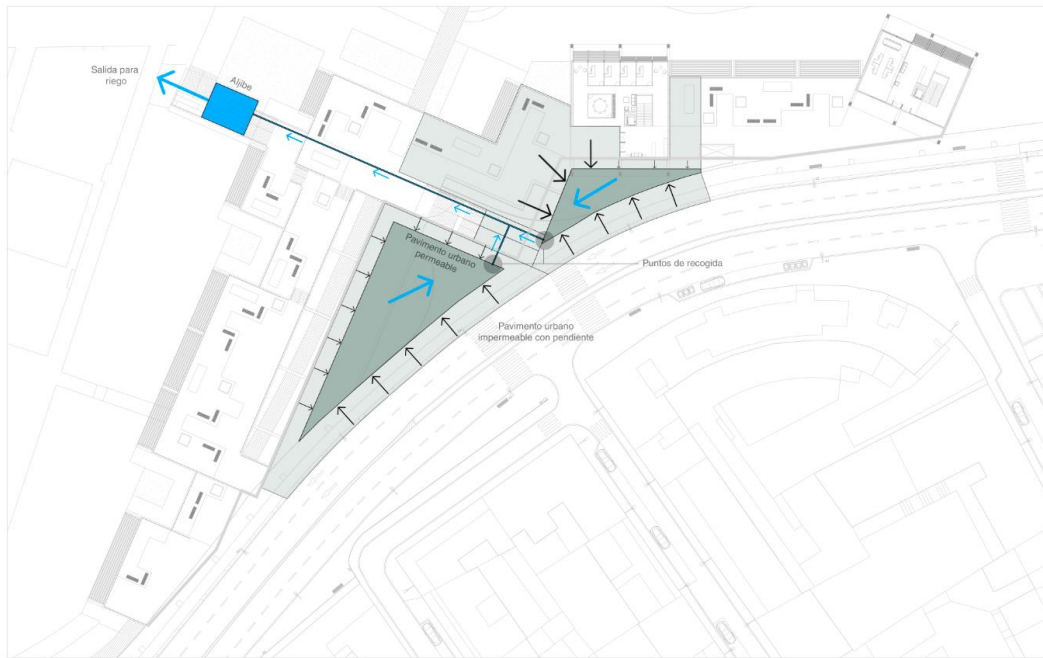 Salida para
riego
Aljibe
Pavimento urbano
permeable
Puntos de recogida
Pavimento urbano
impermeable con pendiente